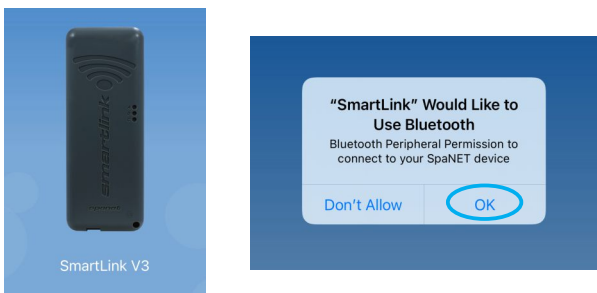 smartlink
SmartLink V3
"SmartLink" Would Like to
Use Bluetooth
Bluetooth Peripheral Permission to
connect to your SpaNET device
Don't Allow
OK